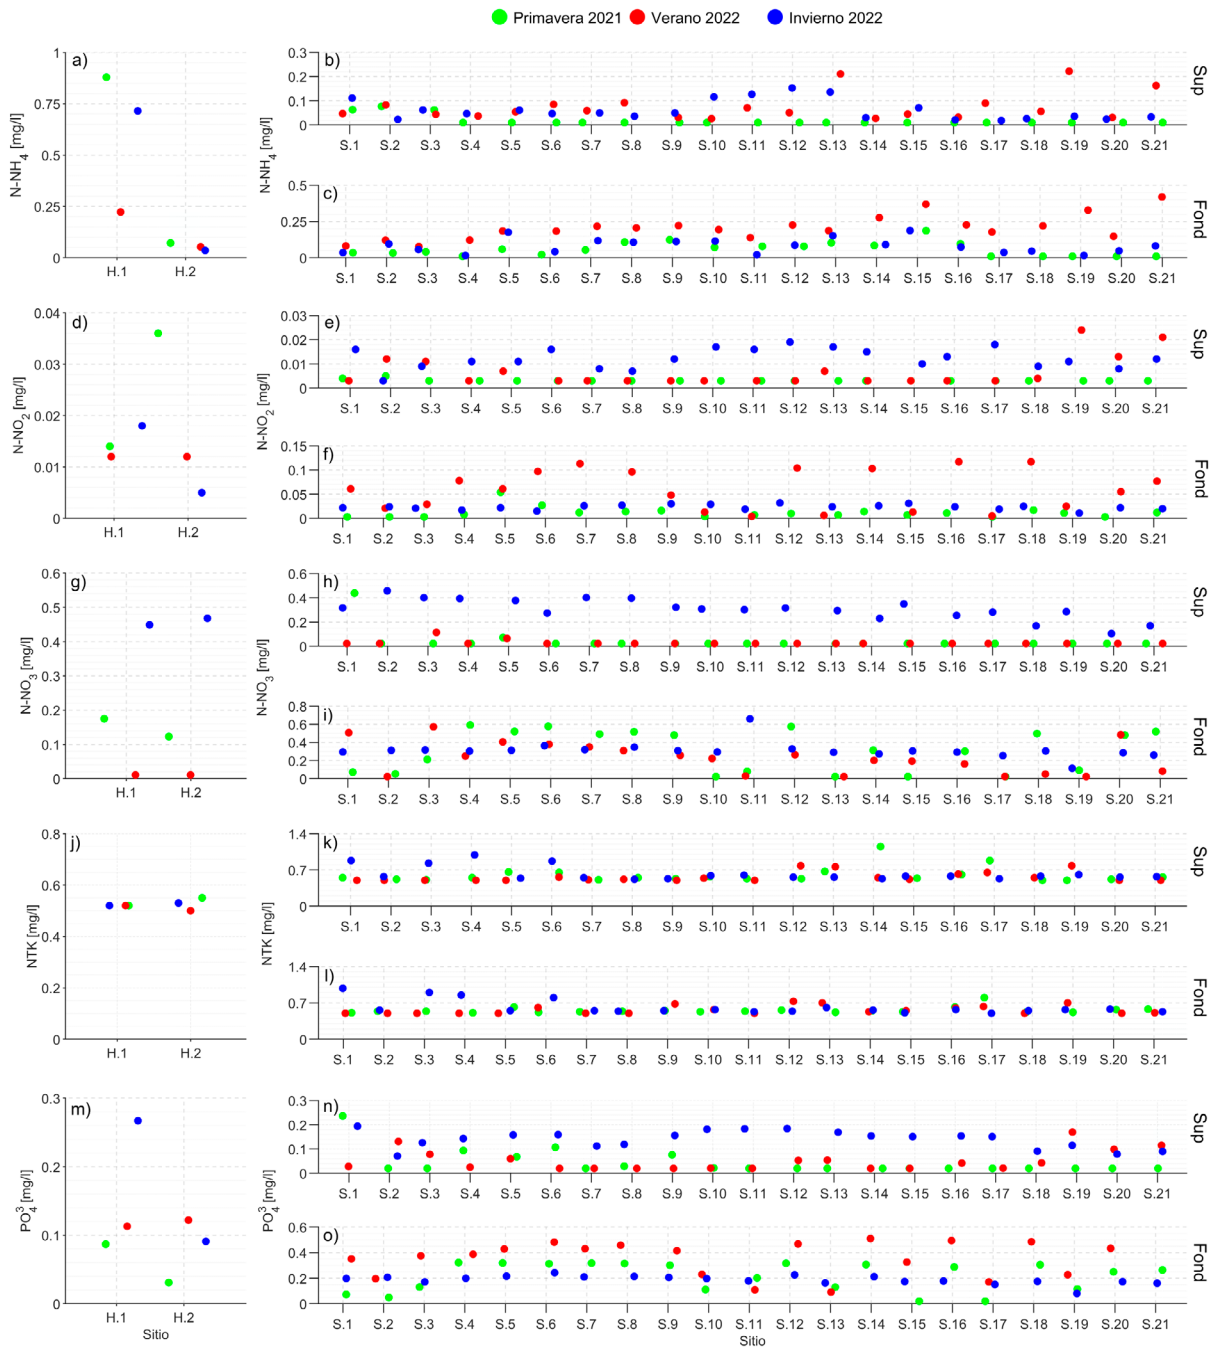 Primavera 2021 Verano 2022 Invierno 2022
a)
N-NH4 [mg/l]
1
0.75
0.5
0.25
0
H.1 H.2
b)
N-NH4 [mg/l]
0.3
0.2
0.1
0
S.1 S.2 S.3 S.4 S.5 S.6 S.7 S.8 S.9 S.10 S.11 S.12 S.13 S.14 S.15 S.16 S.17 S.18 S.19 S.20 S.21
Sup
c)
0.5
0.25
0
S.1 S.2 S.3 S.4 S.5 S.6 S.7 S.8 S.9 S.10 S.11 S.12 S.13 S.14 S.15 S.16 S.17 S.18 S.19 S.20 S.21
Fond
d)
N-NO2 [mg/l]
0.04
0.03
0.02
0.01
0
H.1 H.2
e)
N-NO2 [mg/l]
0.03
0.02
0.01
0
S.1 S.2 S.3 S.4 S.5 S.6 S.7 S.8 S.9 S.10 S.11 S.12 S.13 S.14 S.15 S.16 S.17 S.18 S.19 S.20 S.21
Sup
f)
0.15
0.1
0.05
0
S.1 S.2 S.3 S.4 S.5 S.6 S.7 S.8 S.9 S.10 S.11 S.12 S.13 S.14 S.15 S.16 S.17 S.18 S.19 S.20 S.21
Fond
g)
N-NO3 [mg/l]
0.6
0.5
0.4
0.3
0.2
0.1
0
H.1 H.2
h)
N-NO3 [mg/l]
0.6
0.4
0.2
0
S.1 S.2 S.3 S.4 S.5 S.6 S.7 S.8 S.9 S.10 S.11 S.12 S.13 S.14 S.15 S.16 S.17 S.18 S.19 S.20 S.21
Sup
i)
0.8
0.6
0.4
0.2
0
S.1 S.2 S.3 S.4 S.5 S.6 S.7 S.8 S.9 S.10 S.11 S.12 S.13 S.14 S.15 S.16 S.17 S.18 S.19 S.20 S.21
Fond
j)
NTK [mg/l]
0.8
0.6
0.4
0.2
0
H.1 H.2
k)
NTK [mg/l]
1.4
0.7
0
S.1 S.2 S.3 S.4 S.5 S.6 S.7 S.8 S.9 S.10 S.11 S.12 S.13 S.14 S.15 S.16 S.17 S.18 S.19 S.20 S.21
Sup
l)
1.4
0.7
0
S.1 S.2 S.3 S.4 S.5 S.6 S.7 S.8 S.9 S.10 S.11 S.12 S.13 S.14 S.15 S.16 S.17 S.18 S.19 S.20 S.21
Fond
m)
PO4 3 [mg/l]
0.3
0.2
0.1
0
H.1 H.2
Sitio
n)
PO4 3 [mg/l]
0.3
0.2
0.1
0
S.1 S.2 S.3 S.4 S.5 S.6 S.7 S.8 S.9 S.10 S.11 S.12 S.13 S.14 S.15 S.16 S.17 S.18 S.19 S.20 S.21
Sup
o)
0.6
0.4
0.2
0
S.1 S.2 S.3 S.4 S.5 S.6 S.7 S.8 S.9 S.10 S.11 S.12 S.13 S.14 S.15 S.16 S.17 S.18 S.19 S.20 S.21
Fond
Sitio